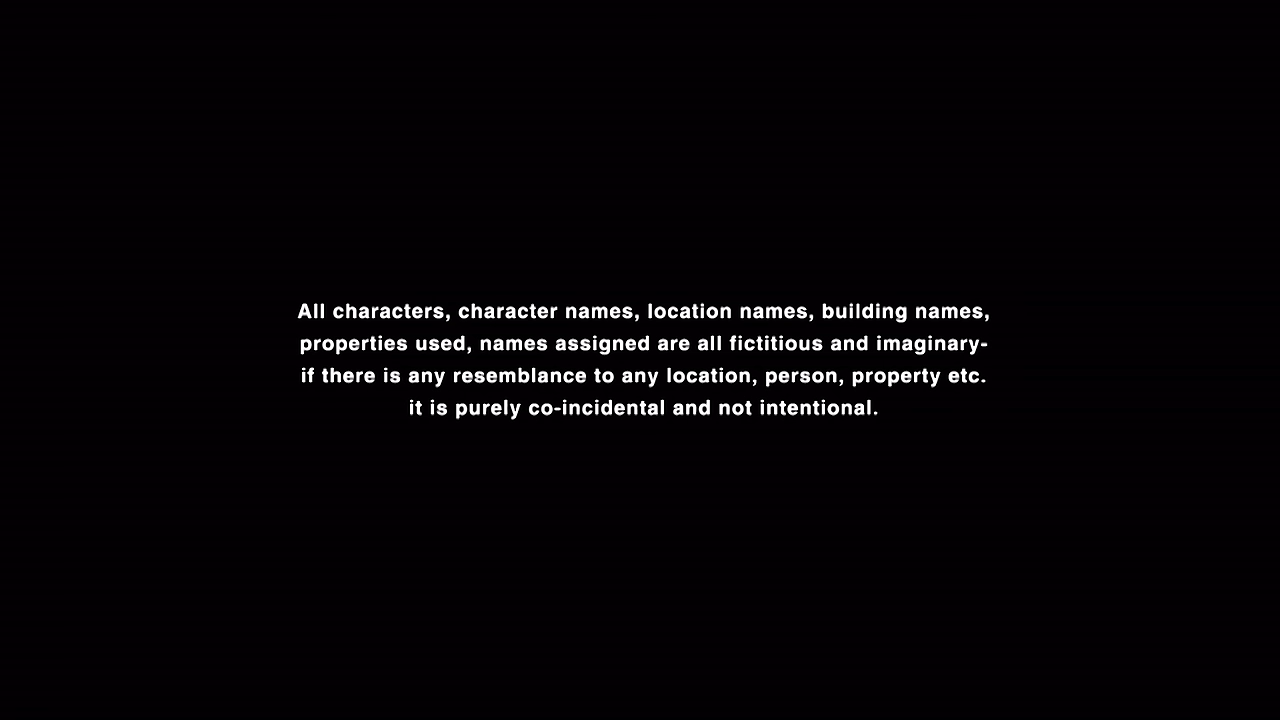 All characters, character names, location names, building names,
properties used, names assigned are all fictitious and imaginary-
if there is any resemblance to any location, person, property etc.
it is purely co-incidental and not intentional.